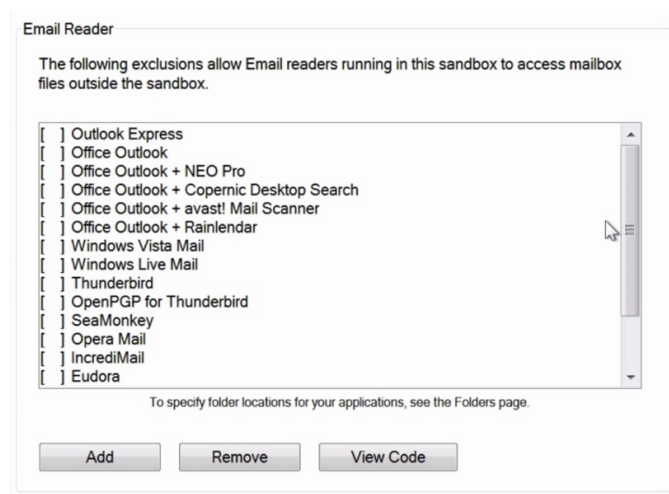 Email Reader
The following exclusions allow Email readers running in this sandbox to access mailbox
files outside the sandbox.
[ ] Outlook Express
[ ] Office Outlook
[ ] Office Outlook + NEO Pro
[ ] Office Outlook + Copernic Desktop Search
[ ] Office Outlook + avast! Mail Scanner
[ ] Office Outlook + Rainlendar
[ ] Windows Vista Mail
[ ] Windows Live Mail
[ ] Thunderbird
[ ] OpenPGP for Thunderbird
[ ] SeaMonkey
[ ] Opera Mail
[ ] IncrediMail
[ ] Eudora
To specify folder locations for your applications, see the Folders page.
Add Remove View Code